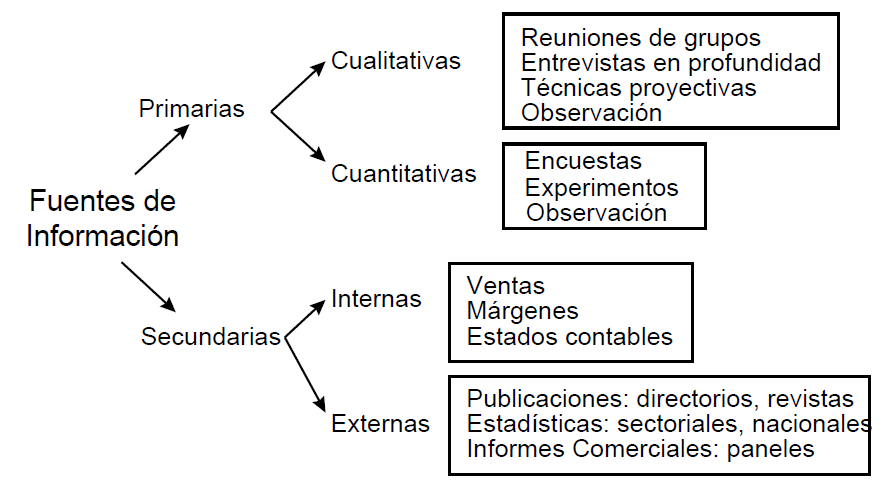 Fuentes de
Información
Primarias
Cualitativas
Reuniones de grupos
Entrevistas en profundidad
Técnicas proyectivas
Observación
Cuantitativas
Encuestas
Experimentos
Observación
Secundarias
Internas
Ventas
Márgenes
Estados contables
Externas
Publicaciones: directorios, revistas
Estadísticas: sectoriales, nacionales
Informes Comerciales: paneles